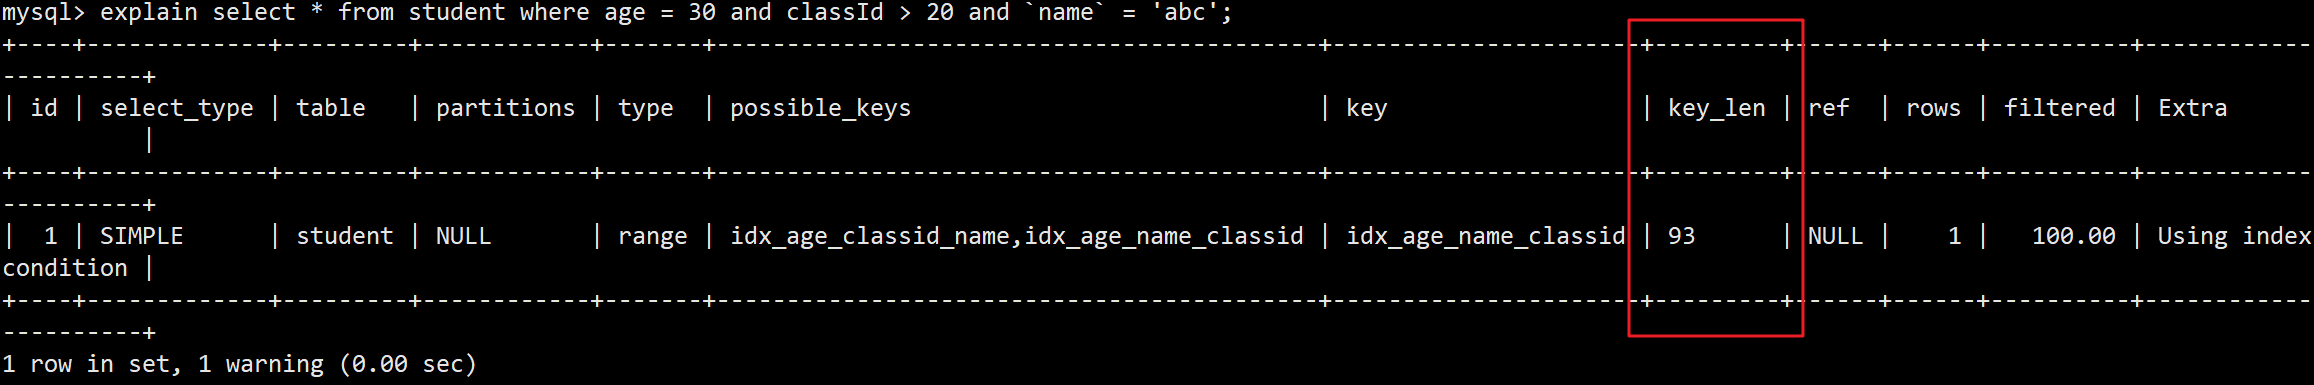 mysql> explain select * from student where age = 30 and classId > 20 and `name` = 'abc';
+----+-------------+---------+------------+-------+-----------------------------------------+------------------------+---------+------+------+----------+------------
----------+
| id | select_type | table   | partitions | type  | possible_keys                           | key                    | key_len | ref  | rows | filtered | Extra
          |
+----+-------------+---------+------------+-------+-----------------------------------------+------------------------+---------+------+------+----------+------------
----------+
|  1 | SIMPLE      | student | NULL       | range | idx_age_classid_name,idx_age_name_classid | idx_age_name_classid | 93      | NULL |    1 |   100.00 | Using index
condition |
+----+-------------+---------+------------+-------+-----------------------------------------+------------------------+---------+------+------+----------+------------
----------+
1 row in set, 1 warning (0.00 sec)